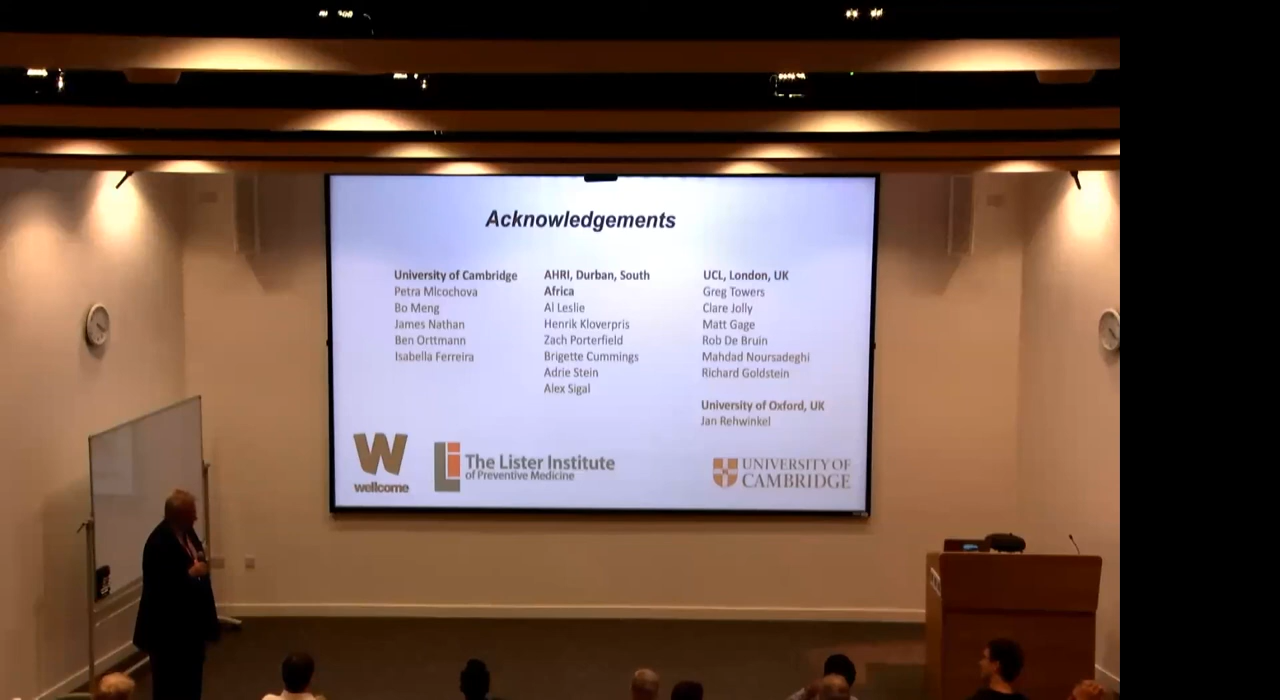 Acknowledgements
University of Cambridge
Petra Mlcochova
Bo Meng
James Nathan
Ben Orttmann
Isabella Ferreira
AHRI, Durban, South
Africa
Al Leslie
Henrik Kloverpris
Zach Porterfield
Brigette Cummings
Adrie Stein
Alex Sigal
UCL, London, UK
Greg Towers
Clare Jolly
Matt Gage
Rob De Bruin
Mahdad Noursadeghi
Richard Goldstein
University of Oxford, UK
Jan Rehwinkel
W
wellcome
The Lister Institute
of Preventive Medicine
UNIVERSITY OF
CAMBRIDGE